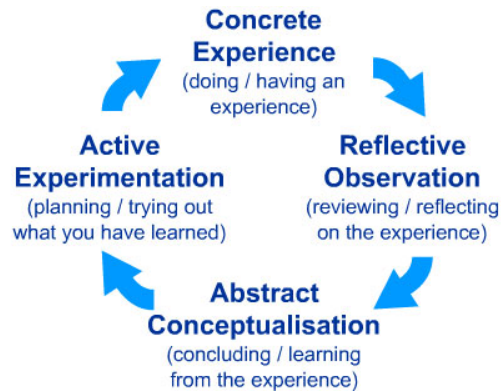 Concrete
Experience
(doing / having an
experience)
Active
Experimentation
(planning / trying out
what you have learned)
Reflective
Observation
(reviewing / reflecting
on the experience)
Abstract
Conceptualisation
(concluding / learning
from the experience)